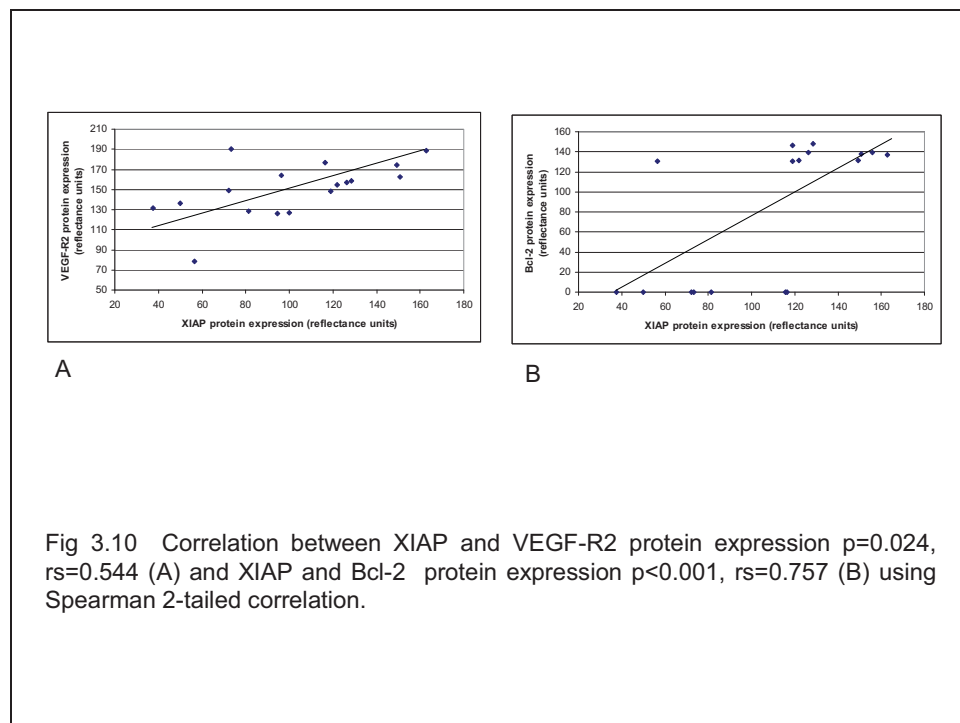 210
190
170
150
130
110
90
70
50
20 40 60 80 100 120 140 160 180
VEGF-R2 protein expression
(reflectance units)
XIAP protein expression (reflectance units)
A
160
140
120
100
80
60
40
20
0
20 40 60 80 100 120 140 160 180
Bcl-2 protein expression
(reflectance units)
XIAP protein expression (reflectance units)
B
Fig 3.10 Correlation between XIAP and VEGF-R2 protein expression p=0.024,
rs=0.544 (A) and XIAP and Bcl-2 protein expression p<0.001, rs=0.757 (B) using
Spearman 2-tailed correlation.